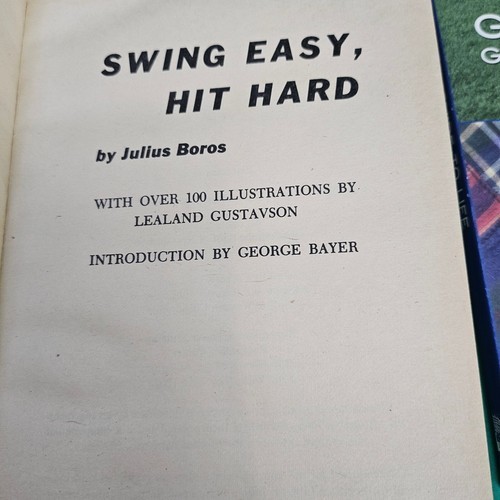 SWING EASY,
HIT HARD
by Julius Boros
WITH OVER 100 ILLUSTRATIONS BY
LEALAND GUSTAVSON
INTRODUCTION BY GEORGE BAYER